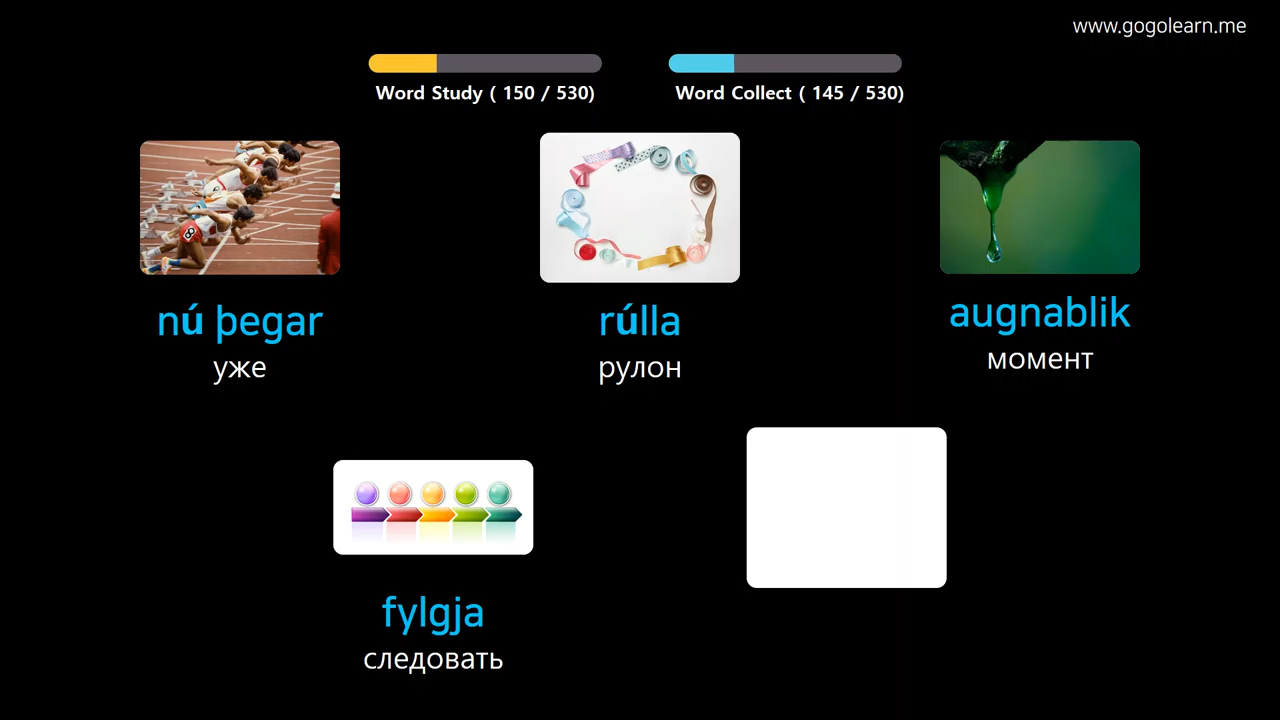 www.gogolearn.me
Word Study ( 150 / 530)
Word Collect ( 145 / 530)
nú þegar
уже
rúlla
рулон
augnablik
момент
fylgja
следовать